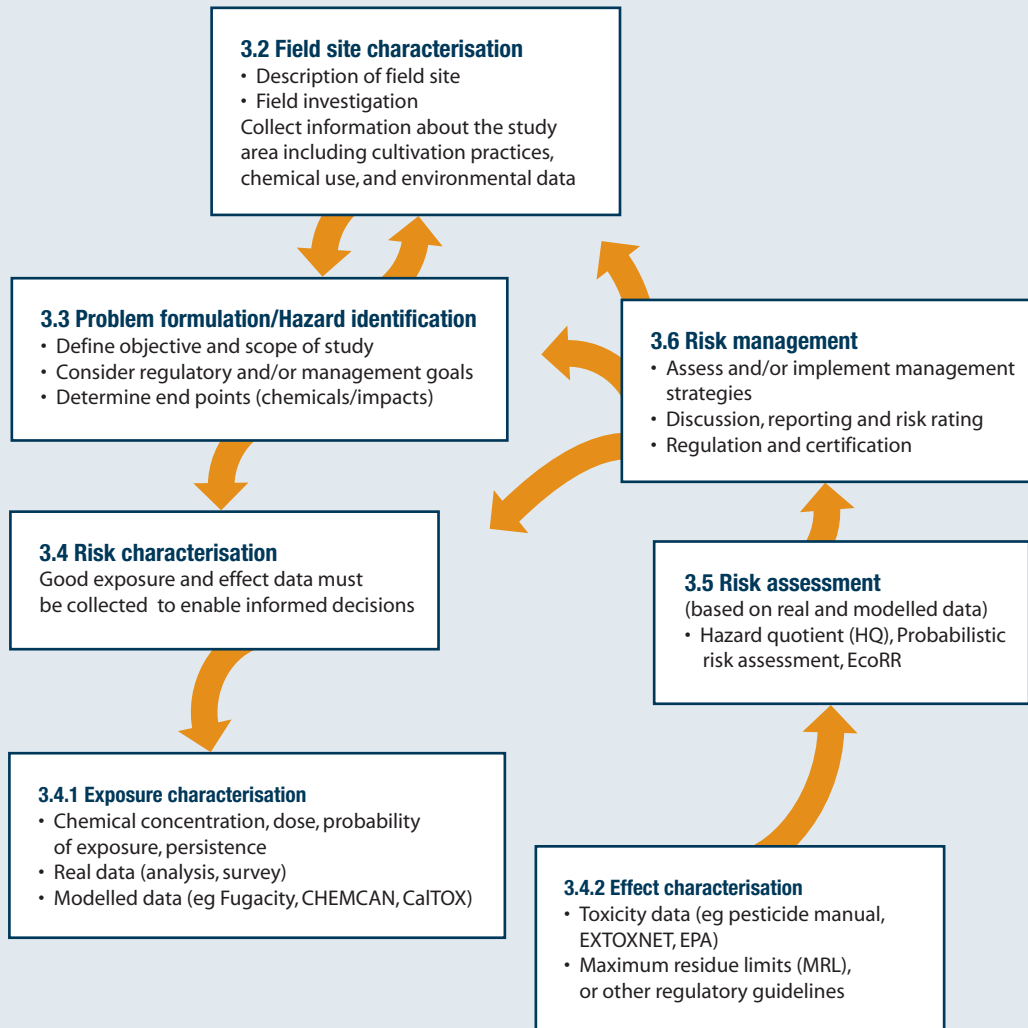 3.2 Field site characterisation
• Description of field site
• Field investigation
Collect information about the study
area including cultivation practices,
chemical use, and environmental data
3.3 Problem formulation/Hazard identification
• Define objective and scope of study
• Consider regulatory and/or management goals
• Determine end points (chemicals/impacts)
3.6 Risk management
• Assess and/or implement management
strategies
• Discussion, reporting and risk rating
• Regulation and certification
3.4 Risk characterisation
Good exposure and effect data must
be collected to enable informed decisions
3.5 Risk assessment
(based on real and modelled data)
• Hazard quotient (HQ), Probabilistic
risk assessment, EcoRR
3.4.1 Exposure characterisation
• Chemical concentration, dose, probability
of exposure, persistence
• Real data (analysis, survey)
• Modelled data (eg Fugacity, CHEMCAN, CalTOX)
3.4.2 Effect characterisation
• Toxicity data (eg pesticide manual,
EXTOXNET, EPA)
• Maximum residue limits (MRL),
or other regulatory guidelines